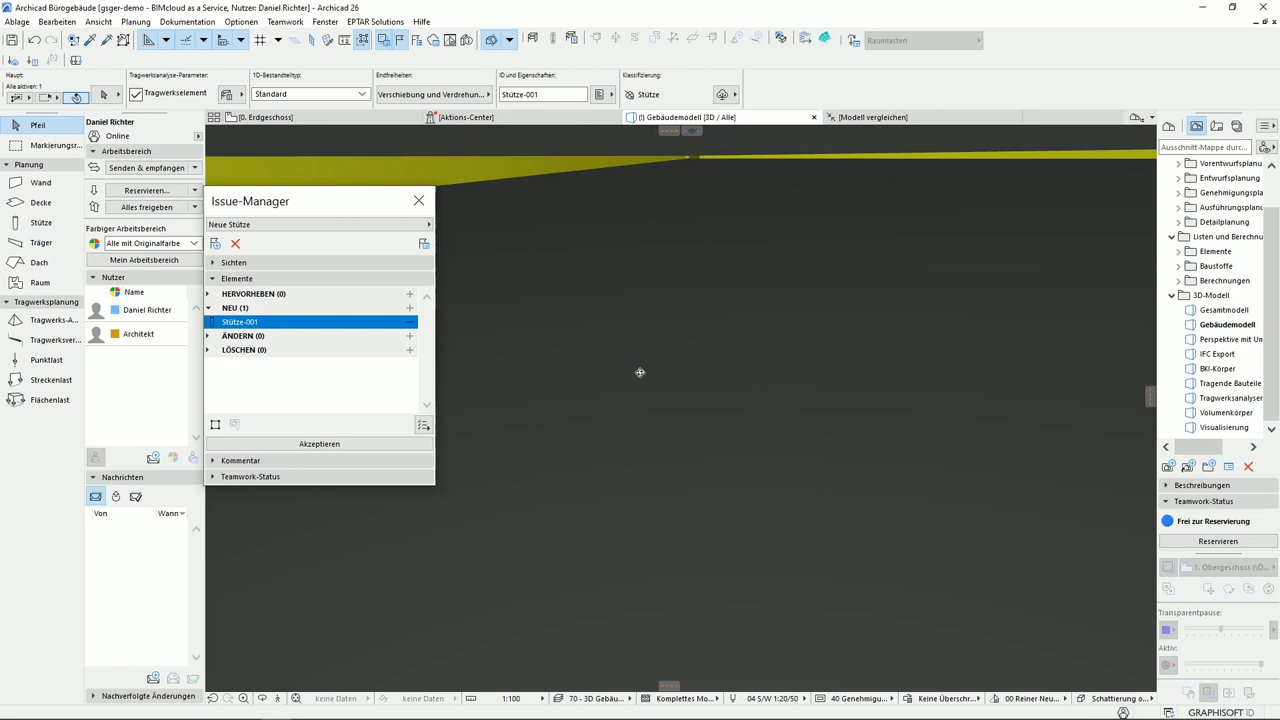 Archicad Bürogebäude [gsger-demo - BIMcloud as a Service, Nutzer: Daniel Richter] - Archicad 26
Ablage Bearbeiten Ansicht Planung Dokumentation Optionen Teamwork Fenster EPTAR Solutions Hilfe
Raumlasten
Haupt:
Alle aktiven: 1
Tragwerksanalyse-Parameter:
Tragwerkselement
1D-Bestandteiltyp:
Standard
Endfreiheiten:
Verschiebung und Verdrehun...
ID und Eigenschaften:
Stütze-001
Klassifizierung:
Stütze
[0. Erdgeschoss]
[Aktions-Center]
(!) Gebäudemodell [3D / Alle]
[Modell vergleichen]
Pfeil
Markierungsr...
Planung
Wand
Decke
Stütze
Träger
Dach
Raum
Tragwerksplanung
Tragwerks-A...
Tragwerksver...
Punktlast
Streckenlast
Flächenlast
Daniel Richter
Online
Arbeitsbereich
Senden & empfangen
Reservieren...
Alles freigeben
Farbiger Arbeitsbereich
Alle mit Originalfarbe
Mein Arbeitsbereich
Nutzer
Name
Daniel Richter
Architekt
Nachrichten
Von Wann
Nachverfolgte Änderungen
Issue-Manager
Neue Stütze
Sichten
Elemente
HERVORHEBEN (0)
NEU (1)
Stütze-001
ÄNDERN (0)
LÖSCHEN (0)
Akzeptieren
Kommentar
Teamwork-Status
Ausschnitt-Mappe durc...
Vorentwurfsplanu
Entwurfsplanung
Genehmigungspla
Ausführungsplanu
Detailplanung
Listen und Berechnu
Elemente
Baustoffe
Berechnungen
3D-Modell
Gesamtmodell
Gebäudemodell
Perspektive mit Um
IFC Export
BKI-Körper
Tragende Bauteile
Tragwerksanalyser
Volumenkörper
Visualisierung
Beschreibungen
Teamwork-Status
Frei zur Reservierung
Reservieren
1. Obergeschoss (\Ö...
Transparentpause:
Aktiv:
keine Daten
keine Daten
1:100
70 - 3D Gebäu...
Komplettes Mo...
04 S/W 1:20/50
40 Genehmigu...
Keine Überschr...
00 Reiner Neu...
Schattierung o...
GRAPHISOFT ID